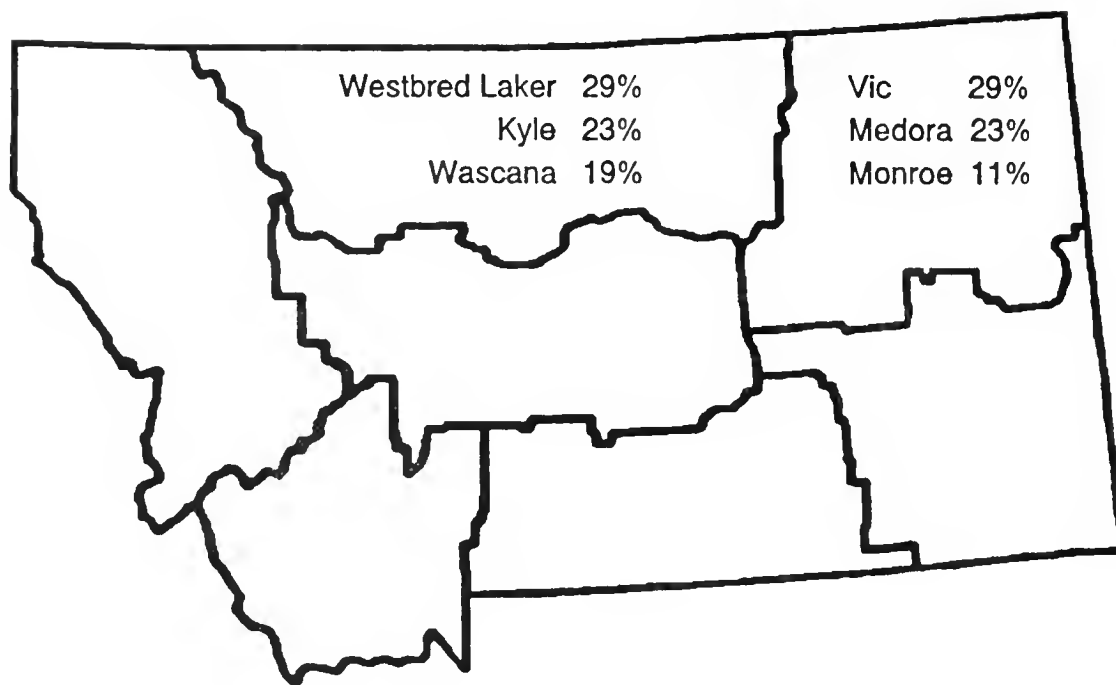 Westbred Laker 29%
Kyle 23%
Wascana 19%
Vic 29%
Medora 23%
Monroe 11%